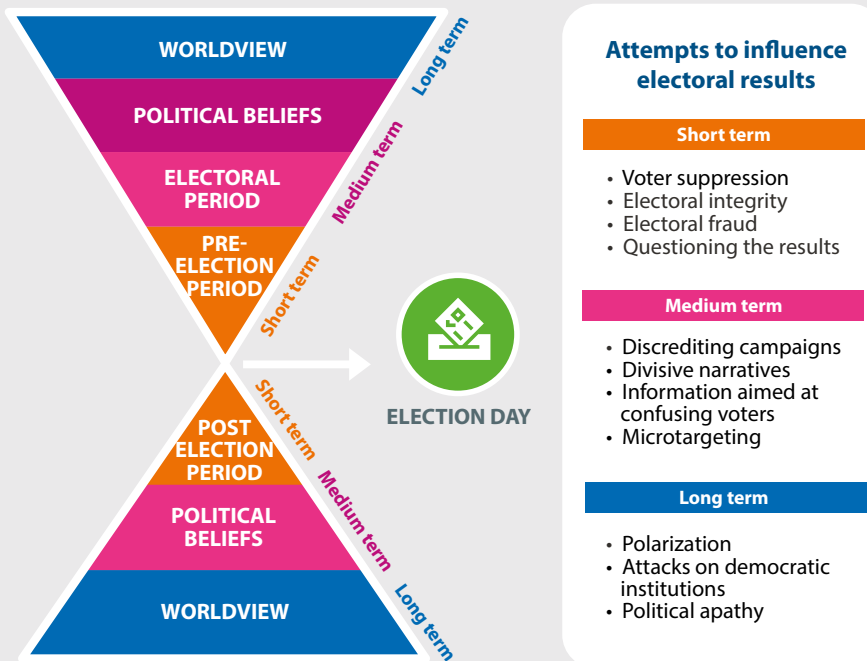 WORLDVIEW
Long term
POLITICAL BELIEFS
Medium term
ELECTORAL
PERIOD
PRE-
ELECTION
PERIOD
Short term
ELECTION DAY
Short term
POST
ELECTION
PERIOD
Medium term
POLITICAL
BELIEFS
Long term
WORLDVIEW
Attempts to influence
electoral results
Short term
• Voter suppression
• Electoral integrity
• Electoral fraud
• Questioning the results
Medium term
• Discrediting campaigns
• Divisive narratives
• Information aimed at
confusing voters
• Microtargeting
Long term
• Polarization
• Attacks on democratic
institutions
• Political apathy